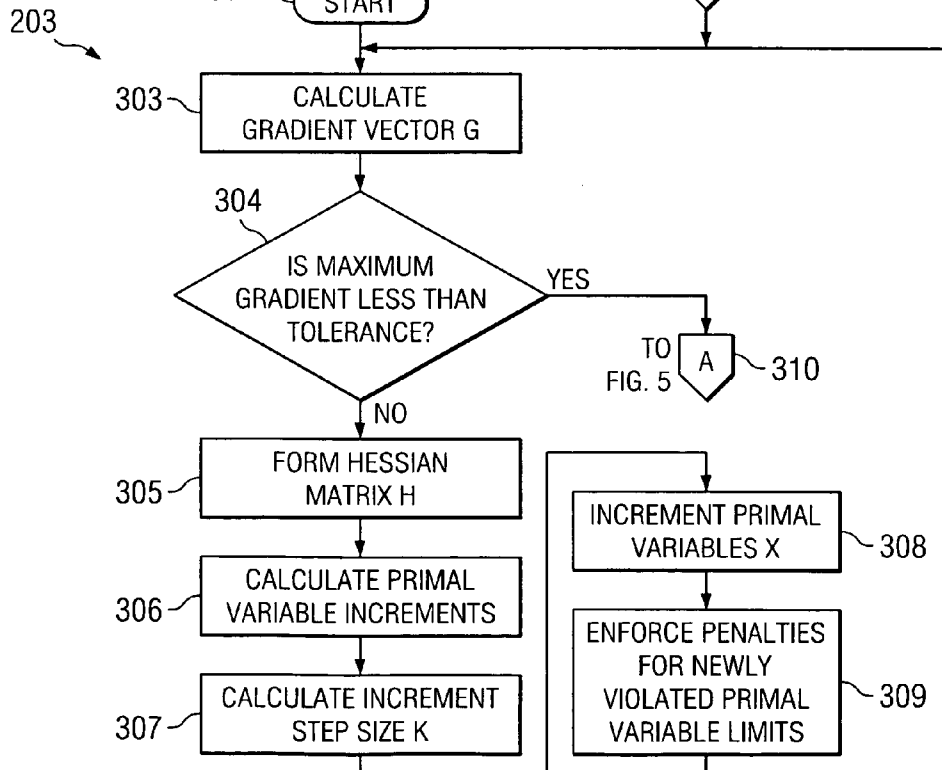 START
203
303
CALCULATE
GRADIENT VECTOR G
304
IS MAXIMUM
GRADIENT LESS THAN
TOLERANCE?
YES
TO
FIG. 5
A
310
NO
305
FORM HESSIAN
MATRIX H
306
CALCULATE PRIMAL
VARIABLE INCREMENTS
307
CALCULATE INCREMENT
STEP SIZE K
INCREMENT PRIMAL
VARIABLES X
308
ENFORCE PENALTIES
FOR NEWLY
VIOLATED PRIMAL
VARIABLE LIMITS
309